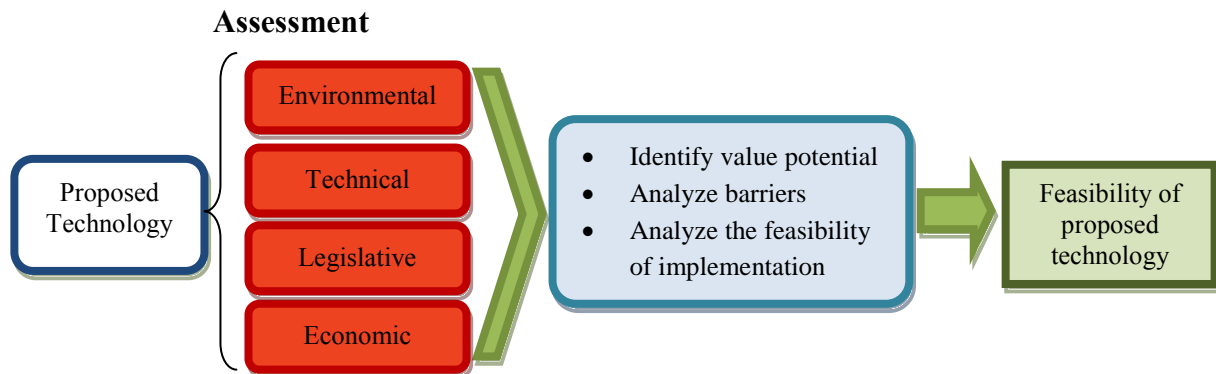 Assessment
Proposed
Technology
Environmental
Technical
Legislative
Economic
• Identify value potential
• Analyze barriers
• Analyze the feasibility
of implementation
Feasibility of
proposed
technology